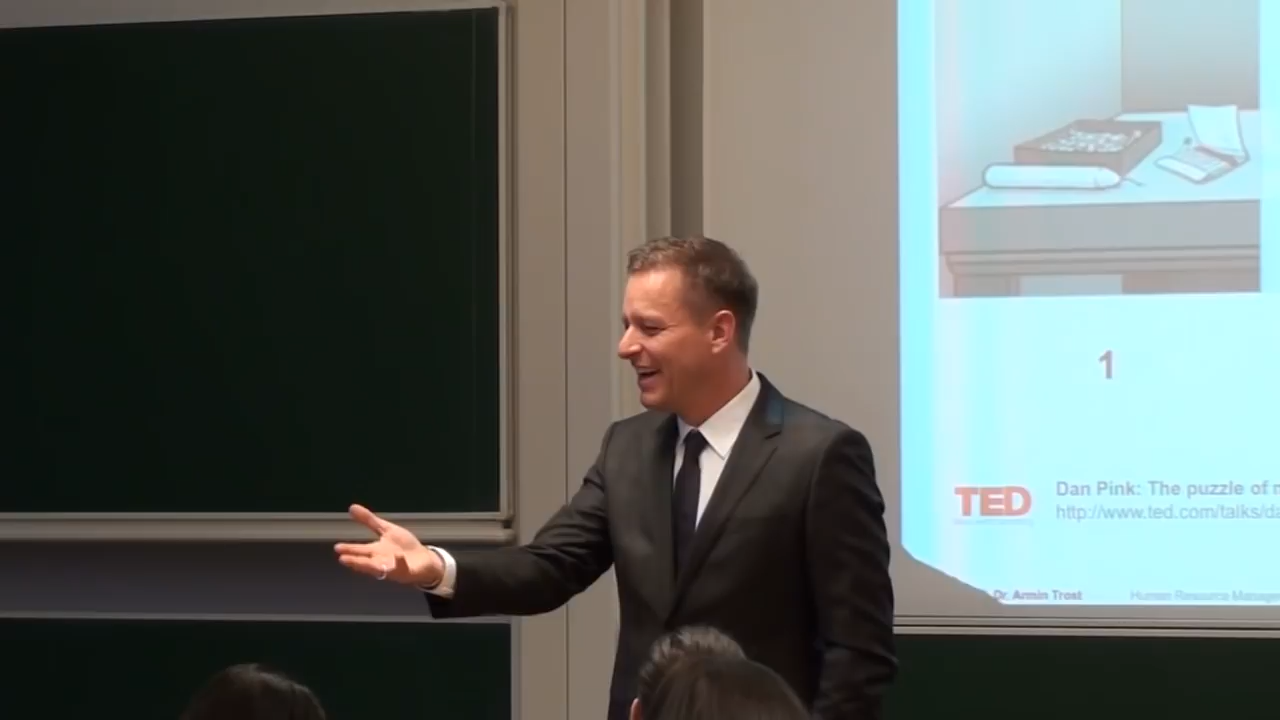 1
TED
Dan Pink: The puzzle of
http://www.ted.com/talks/da
Dr. Armin Trost
Human Resource Manage